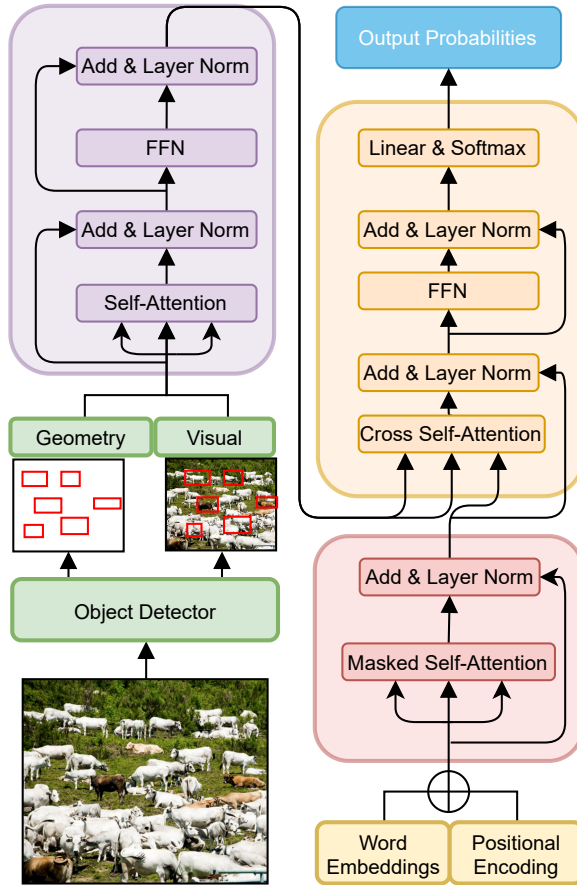 Add & Layer Norm
FFN
Add & Layer Norm
Self-Attention
Geometry
Visual
Object Detector
Output Probabilities
Linear & Softmax
Add & Layer Norm
FFN
Add & Layer Norm
Cross Self-Attention
Add & Layer Norm
Masked Self-Attention
Word
Embeddings
Positional
Encoding